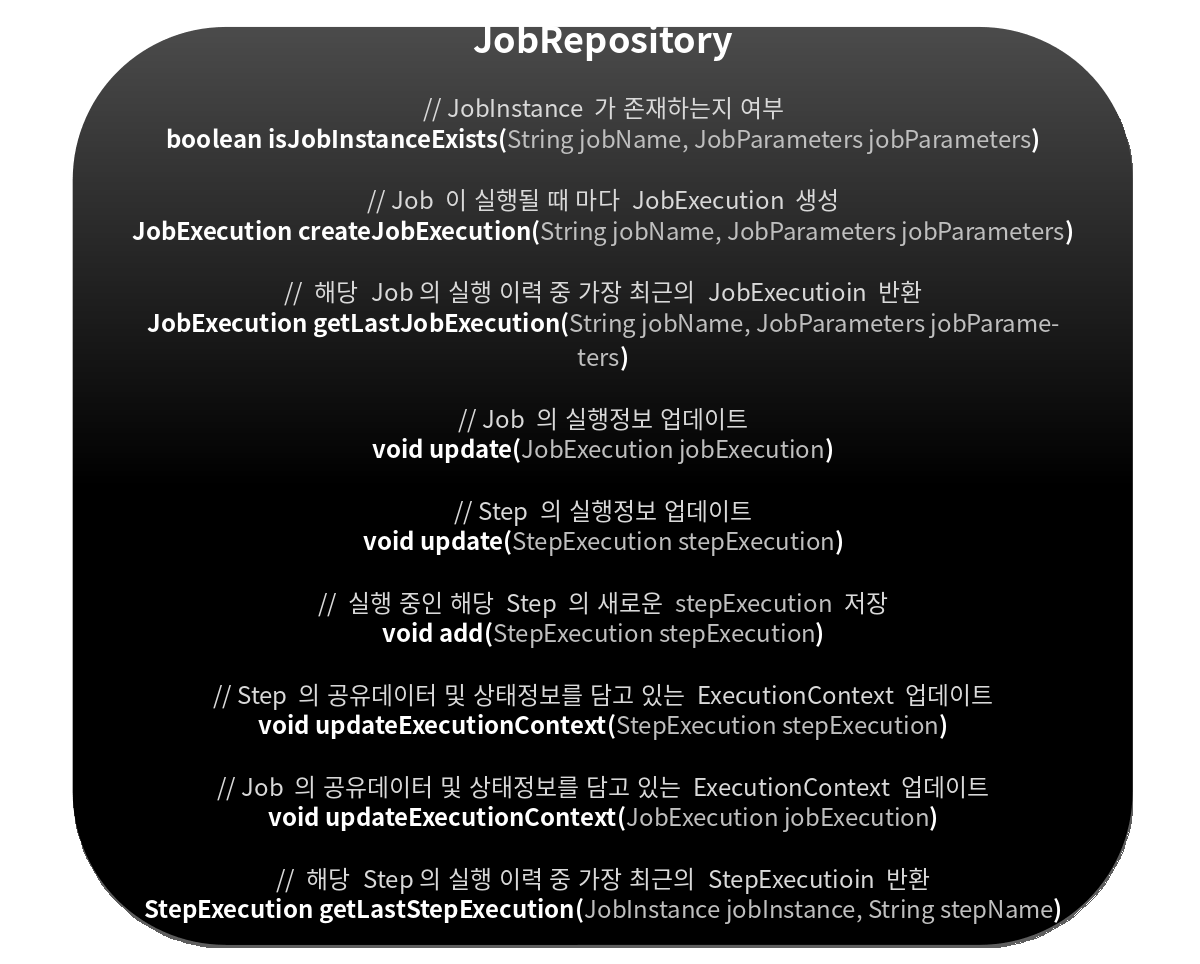 JobRepository
// JobInstance 가 존재하는지 여부
boolean isJobInstanceExists(String jobName, JobParameters jobParameters)
// Job 이 실행될 때 마다 JobExecution 생성
JobExecution createJobExecution(String jobName, JobParameters jobParameters)
// 해당 Job 의 실행 이력 중 가장 최근의 JobExecutioin 반환
JobExecution getLastJobExecution(String jobName, JobParameters jobParame-
ters)
// Job 의 실행정보 업데이트
void update(JobExecution jobExecution)
// Step 의 실행정보 업데이트
void update(StepExecution stepExecution)
// 실행 중인 해당 Step 의 새로운 stepExecution 저장
void add(StepExecution stepExecution)
// Step 의 공유데이터 및 상태정보를 담고 있는 ExecutionContext 업데이트
void updateExecutionContext(StepExecution stepExecution)
// Job 의 공유데이터 및 상태정보를 담고 있는 ExecutionContext 업데이트
void updateExecutionContext(JobExecution jobExecution)
// 해당 Step 의 실행 이력 중 가장 최근의 StepExecutioin 반환
StepExecution getLastStepExecution(JobInstance jobInstance, String stepName)